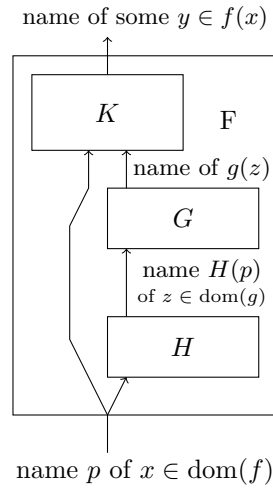 name of some y ∈ f(x)
K
F
name of g(z)
G
name H(p)
of z ∈ dom(g)
H
name p of x ∈ dom(f)